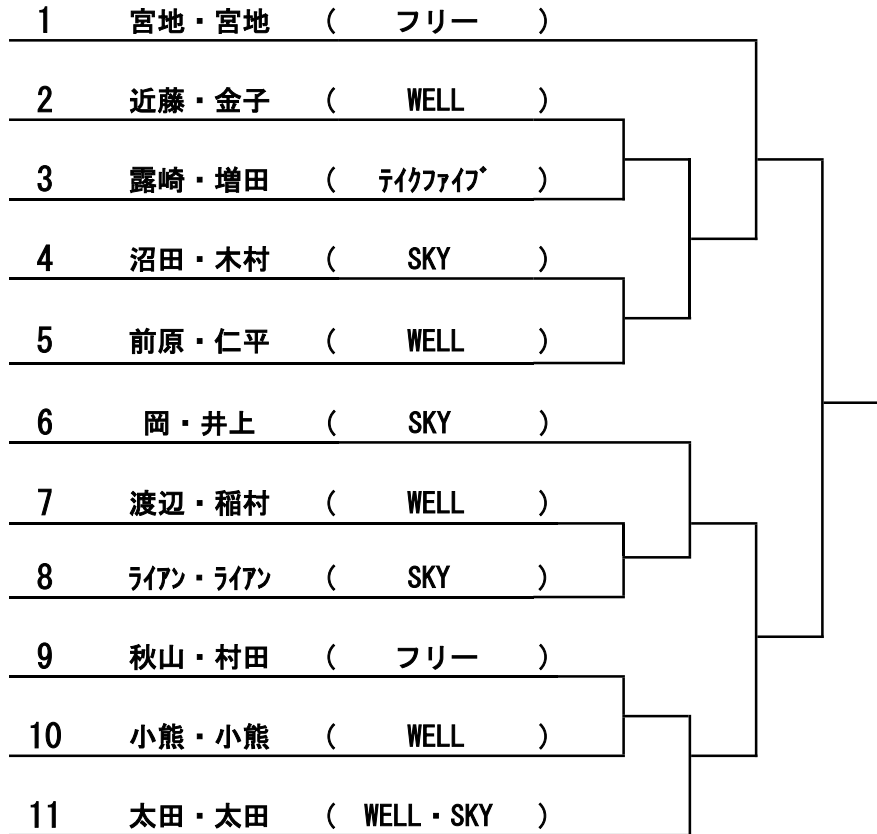 1 宮地・宮地 ( フリー )
2 近藤・金子 ( WELL )
3 露崎・増田 ( ﾃｲｸﾌｧｲﾌﾞ )
4 沼田・木村 ( SKY )
5 前原・仁平 ( WELL )
6 岡・井上 ( SKY )
7 渡辺・稲村 ( WELL )
8 ﾗｲｱﾝ・ﾗｲｱﾝ ( SKY )
9 秋山・村田 ( フリー )
10 小熊・小熊 ( WELL )
11 太田・太田 ( WELL・SKY )